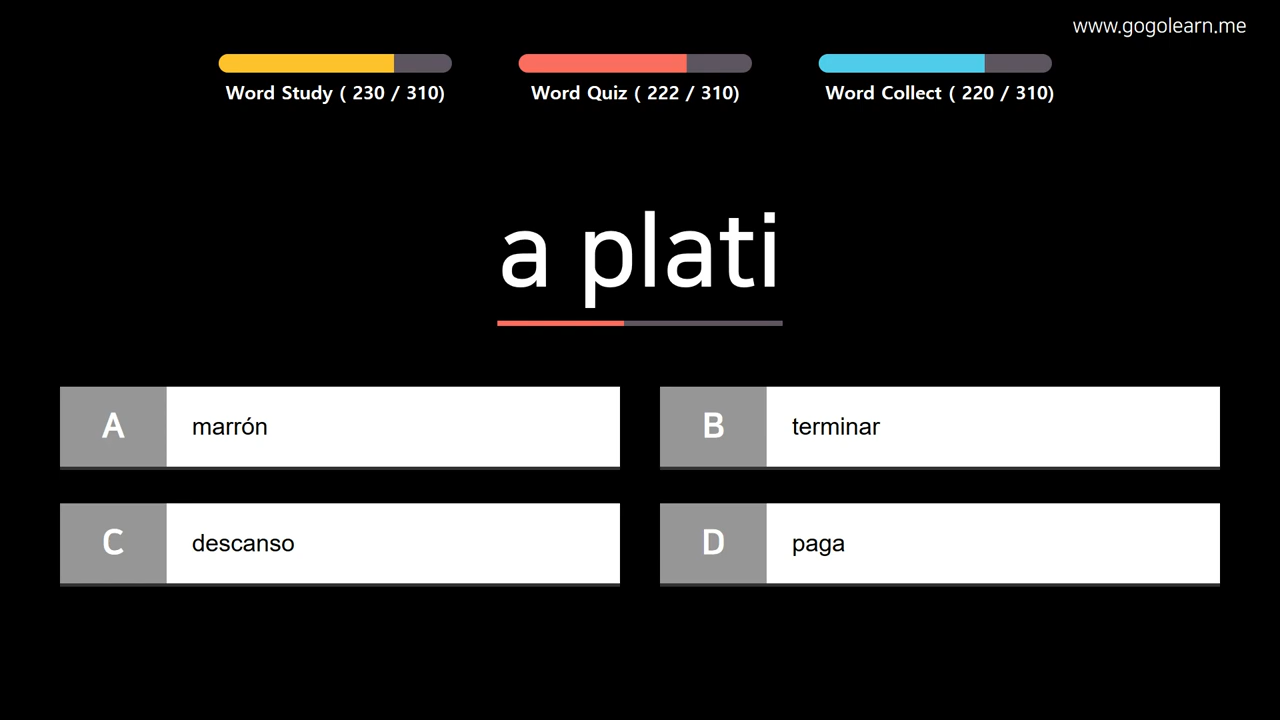 www.gogolearn.me
Word Study ( 230 / 310)
Word Quiz ( 222 / 310)
Word Collect ( 220 / 310)
a plati
A marrón
B terminar
C descanso
D paga